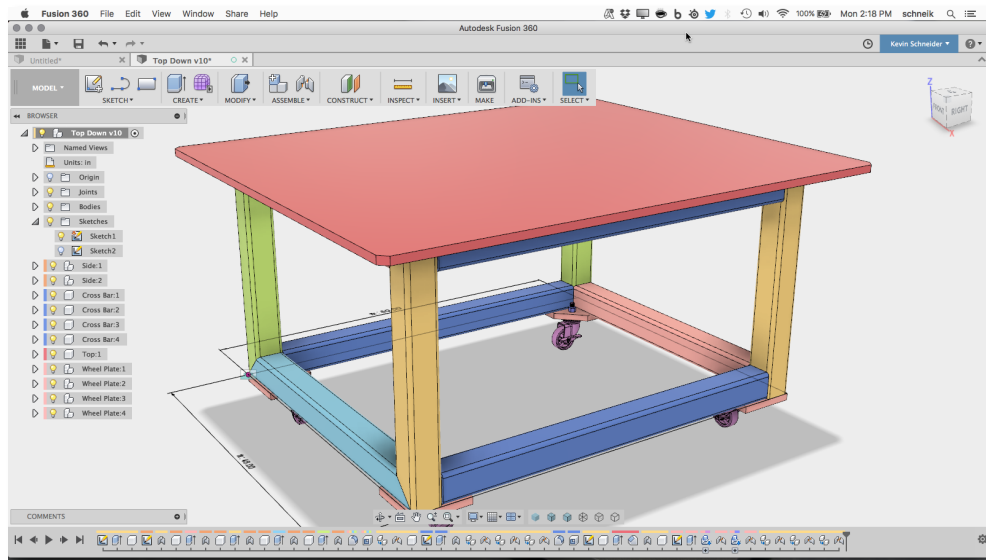 Fusion 360 File Edit View Window Share Help 100% Mon 2:18 PM schneik
Autodesk Fusion 360
Kevin Schneider
Untitled* Top Down v10*
MODEL SKETCH CREATE MODIFY ASSEMBLE CONSTRUCT INSPECT INSERT MAKE ADD-INS SELECT
BROWSER
Top Down v10
Named Views
Units: in
Origin
Joints
Bodies
Sketches
Sketch1
Sketch2
Side:1
Side:2
Cross Bar:1
Cross Bar:2
Cross Bar:3
Cross Bar:4
Top:1
Wheel Plate:1
Wheel Plate:2
Wheel Plate:3
Wheel Plate:4
Z
FRONT RIGHT
X
COMMENTS